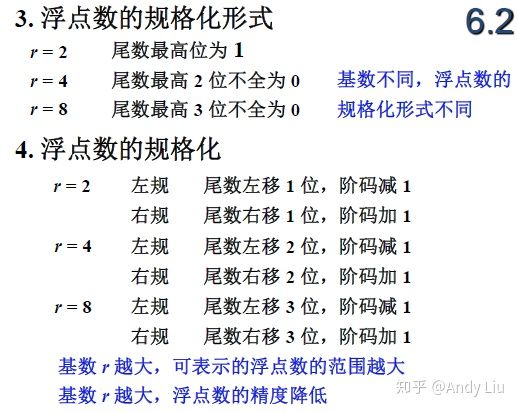 3. 浮点数的规格化形式
6.2
r = 2 尾数最高位为 1
r = 4 尾数最高 2 位不全为 0 基数不同，浮点数的
r = 8 尾数最高 3 位不全为 0 规格化形式不同
4. 浮点数的规格化
r = 2 左规 尾数左移 1 位，阶码减 1
右规 尾数右移 1 位，阶码加 1
r = 4 左规 尾数左移 2 位，阶码减 1
右规 尾数右移 2 位，阶码加 1
r = 8 左规 尾数左移 3 位，阶码减 1
右规 尾数右移 3 位，阶码加 1
基数 r 越大，可表示的浮点数的范围越大
基数 r 越大，浮点数的精度降低
知乎 @Andy Liu